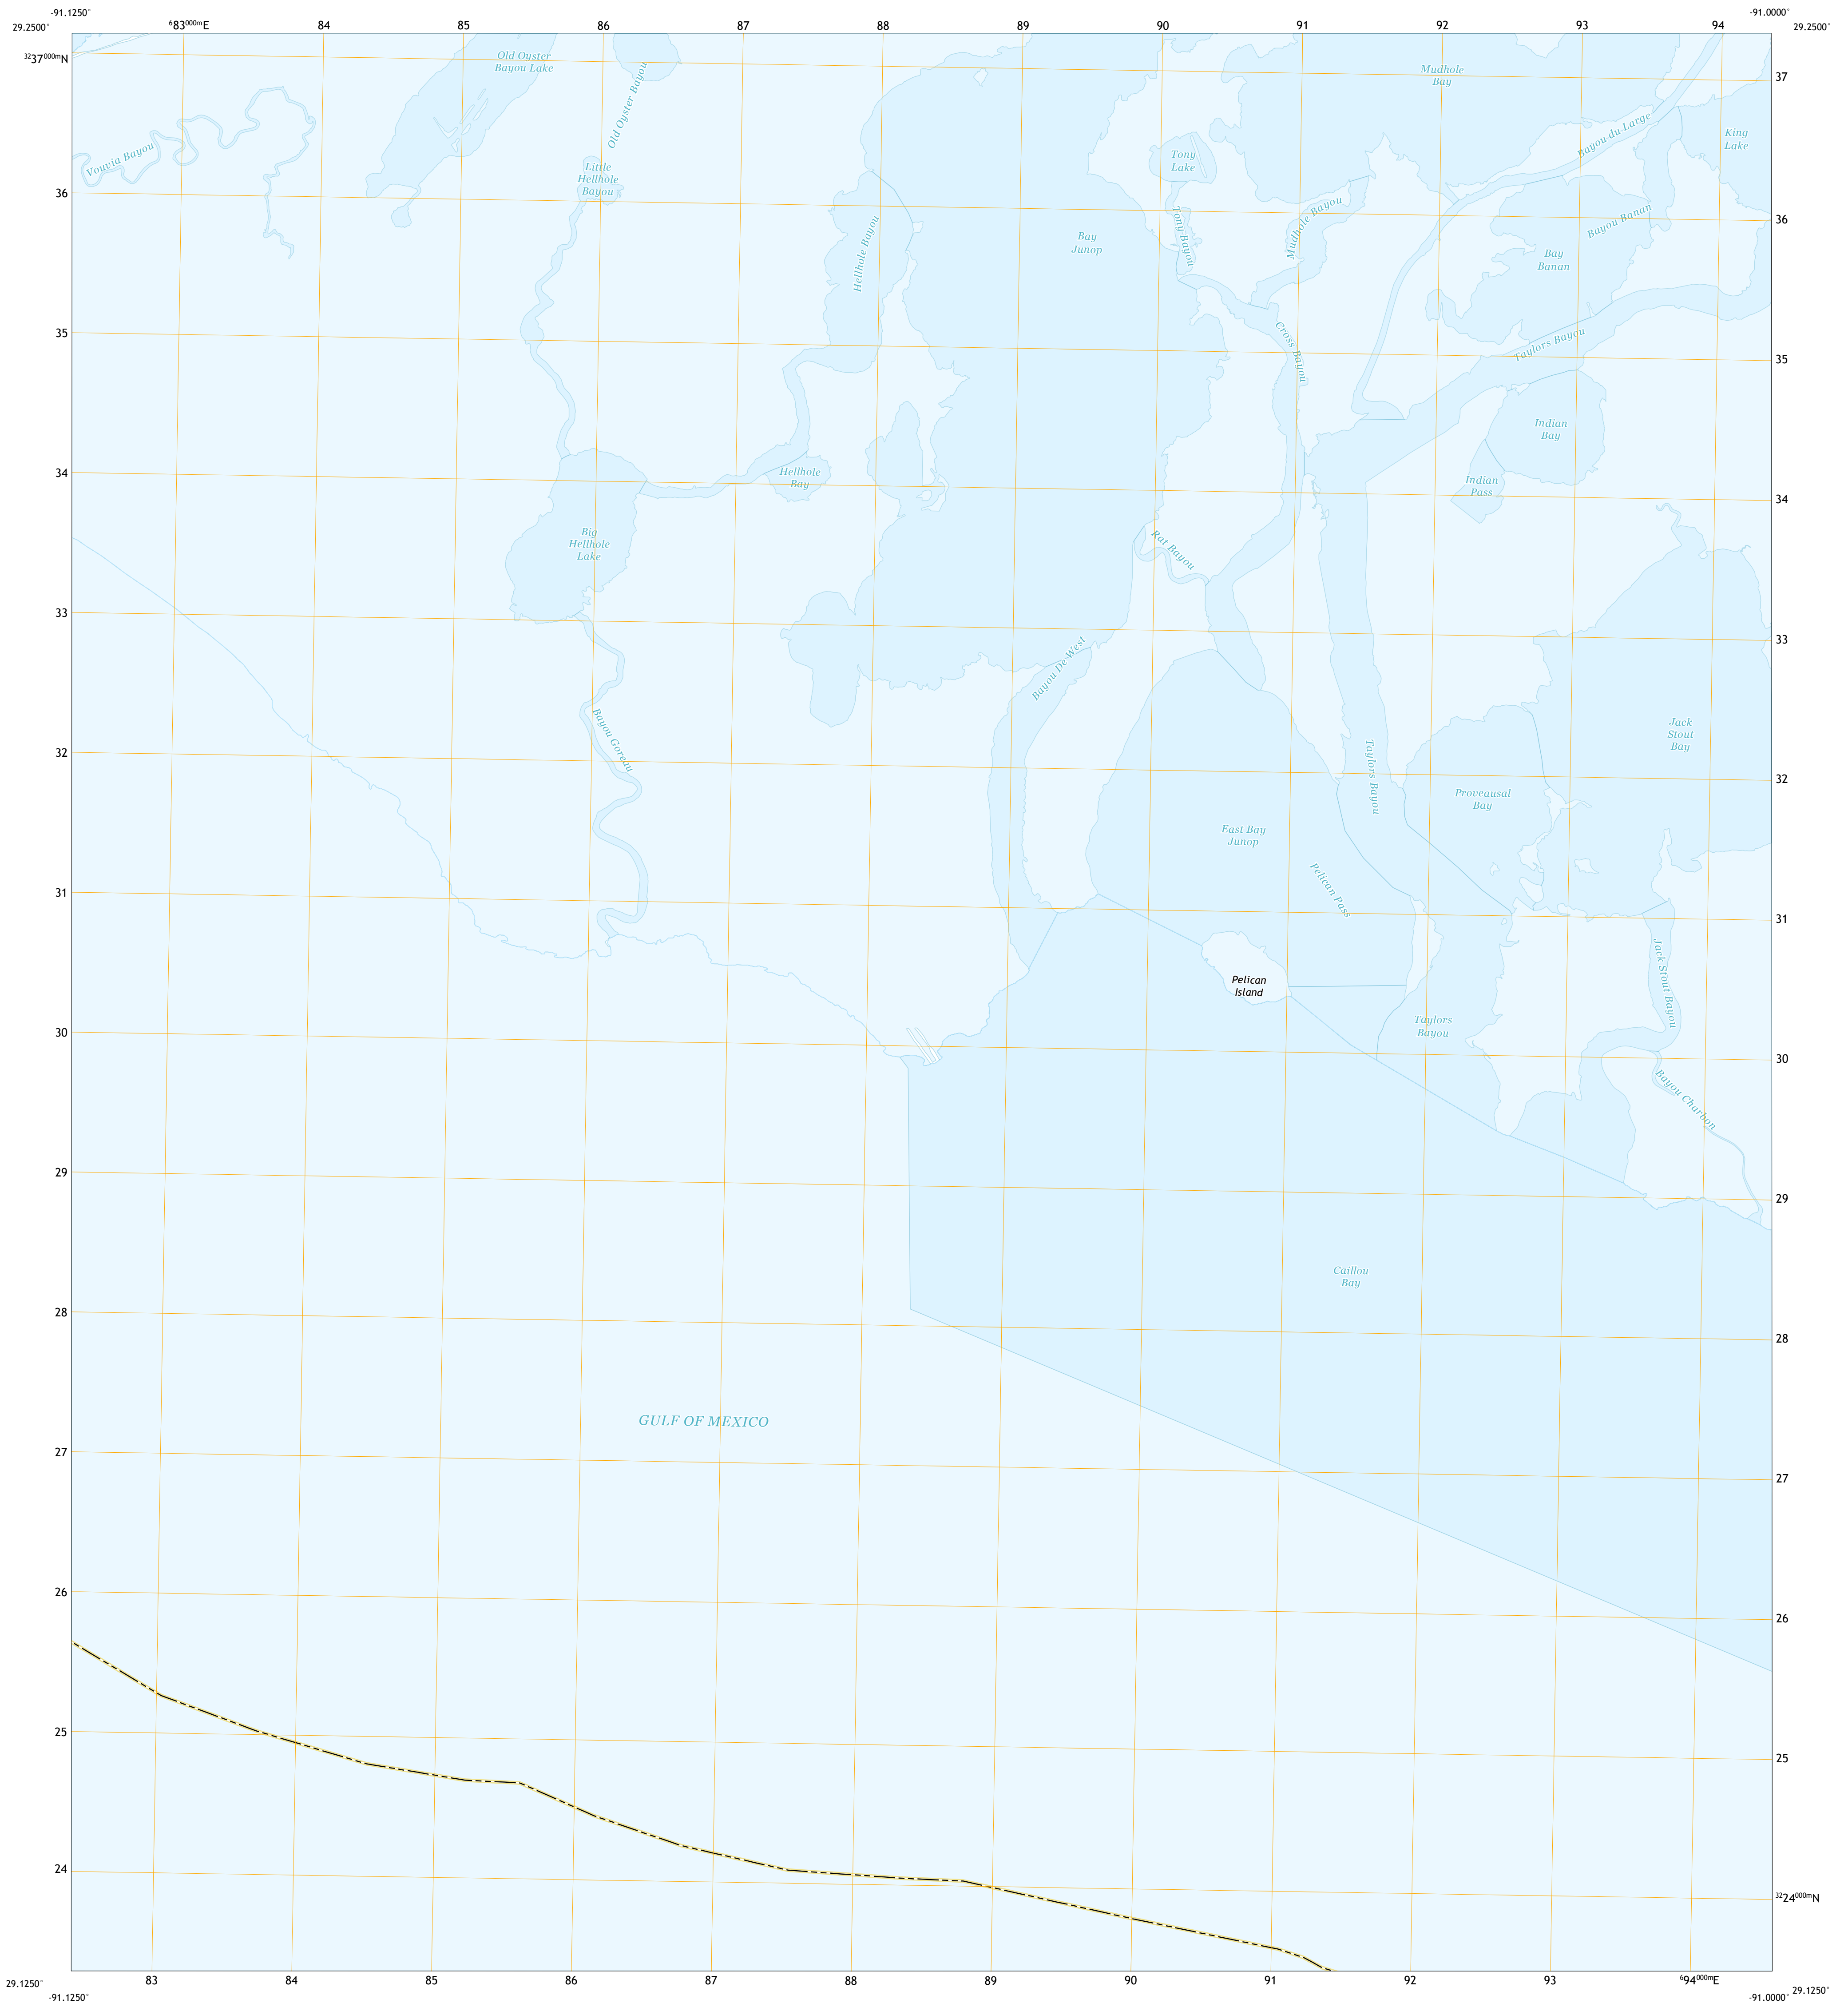 -91.1250°
-91.0000°
29.2500°
⁶83⁰⁰⁰ᵐE
84
85
86
87
88
89
90
91
92
93
94
29.2500°
³²37⁰⁰⁰ᵐN
37
Old Oyster
Bayou Lake
Old Oyster Bayou
Mudhole
Bay
Bayou du Large
King
Lake
Vouvia Bayou
Little
Hellhole
Bayou
Tony
Lake
36
36
Hellhole Bayou
Bay
Junop
Tony Bayou
Mudhole Bayou
Bayou Banan
Bay
Banan
35
35
Cross Bayou
Taylors Bayou
Indian
Bay
34
34
Hellhole
Bay
Indian
Pass
Big
Hellhole
Lake
Rat Bayou
33
33
Bayou De West
Bayou Goreau
Jack
Stout
Bay
32
32
Taylors Bayou
Proveausal
Bay
East Bay
Junop
Pelican Pass
31
31
Pelican
Island
Jack Stout Bayou
Taylors
Bayou
30
30
Bayou Charbon
29
29
Caillou
Bay
28
28
GULF OF MEXICO
27
27
26
26
25
25
24
³²24⁰⁰⁰ᵐN
83
84
85
86
87
88
89
90
91
92
93
⁶94⁰⁰⁰ᵐE
29.1250°
29.1250°
-91.1250°
-91.0000°